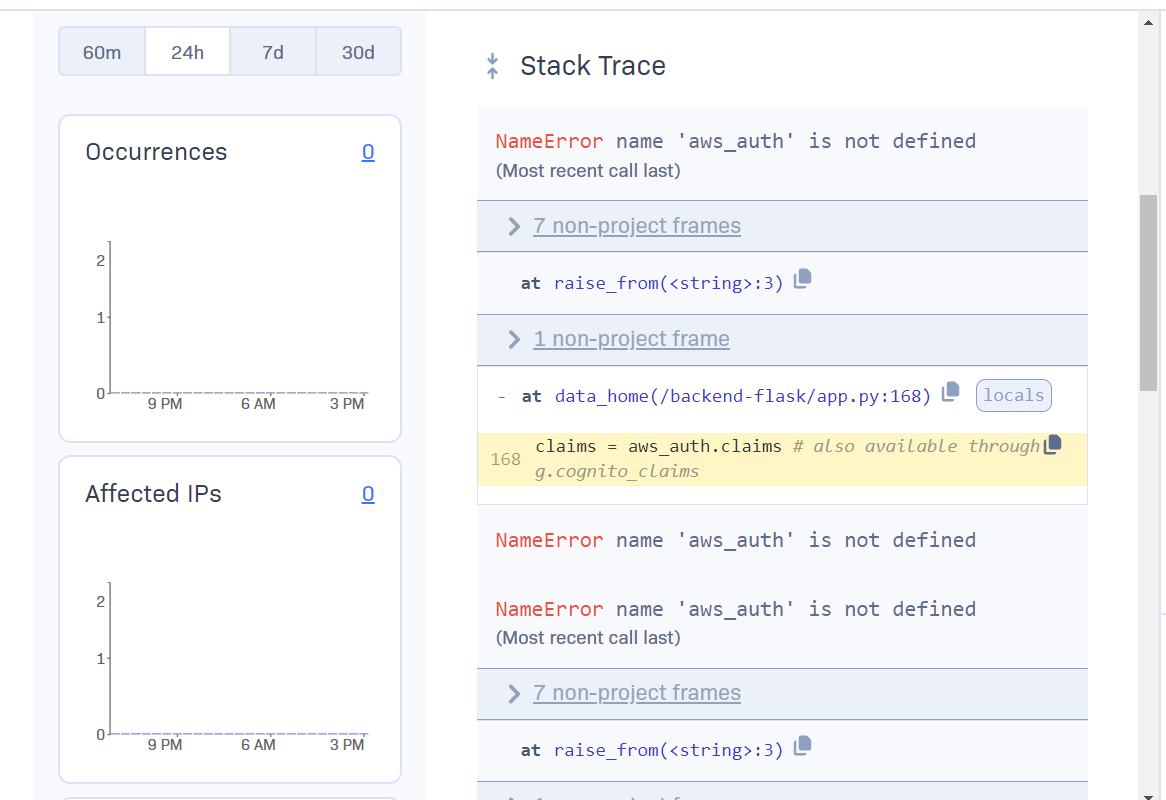 60m 24h 7d 30d
Occurrences 0
2
1
0
9 PM 6 AM 3 PM
Affected IPs 0
2
1
0
9 PM 6 AM 3 PM
Stack Trace
NameError name 'aws_auth' is not defined
(Most recent call last)
7 non-project frames
at raise_from(<string>:3)
1 non-project frame
- at data_home(/backend-flask/app.py:168) locals
168 claims = aws_auth.claims # also available through
g.cognito_claims
NameError name 'aws_auth' is not defined
NameError name 'aws_auth' is not defined
(Most recent call last)
7 non-project frames
at raise_from(<string>:3)